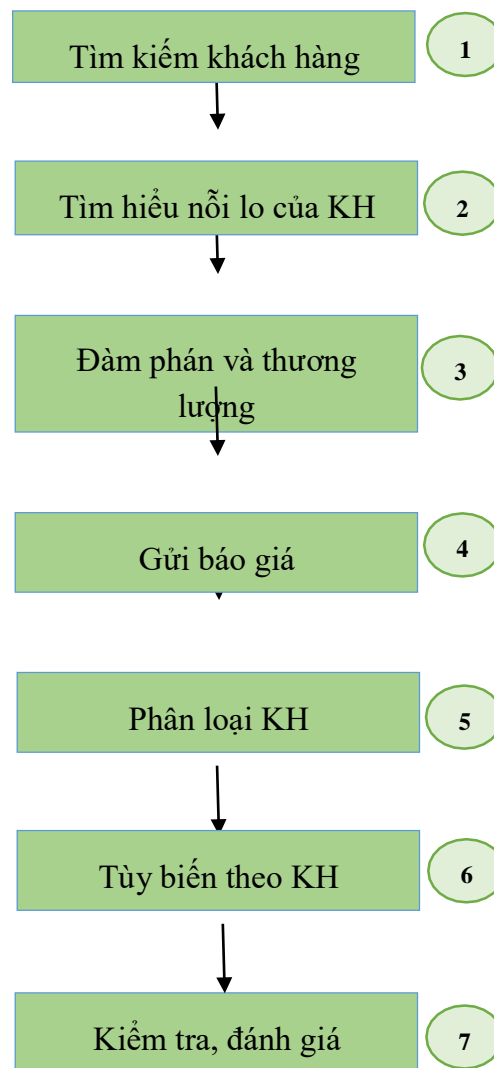 Tìm kiếm khách hàng
1
Tìm hiểu nỗi lo của KH
2
Đàm phán và thương
lượng
3
Gửi báo giá
4
Phân loại KH
5
Tùy biến theo KH
6
Kiểm tra, đánh giá
7